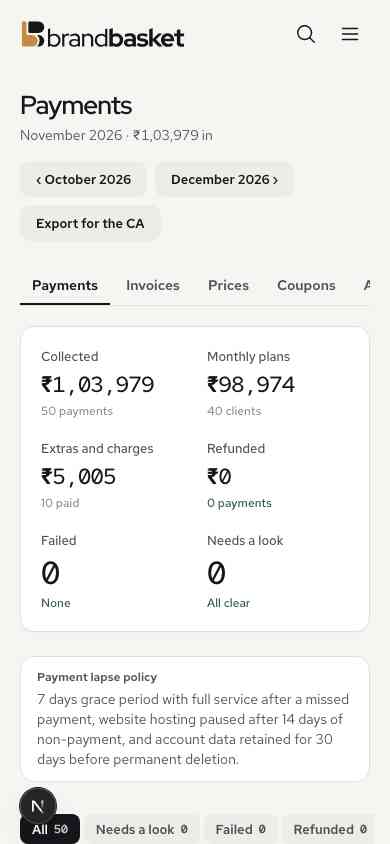 brandbasket
Payments
November 2026 · ₹1,03,979 in
‹ October 2026
December 2026 ›
Export for the CA
Payments Invoices Prices Coupons A
Collected Monthly plans
₹1,03,979 ₹98,974
50 payments 40 clients
Extras and charges Refunded
₹5,005 ₹0
10 paid 0 payments
Failed Needs a look
0 0
None All clear
Payment lapse policy
7 days grace period with full service after a missed
payment, website hosting paused after 14 days of
non-payment, and account data retained for 30
days before permanent deletion.
N
All 50 Needs a look 0 Failed 0 Refunded 0